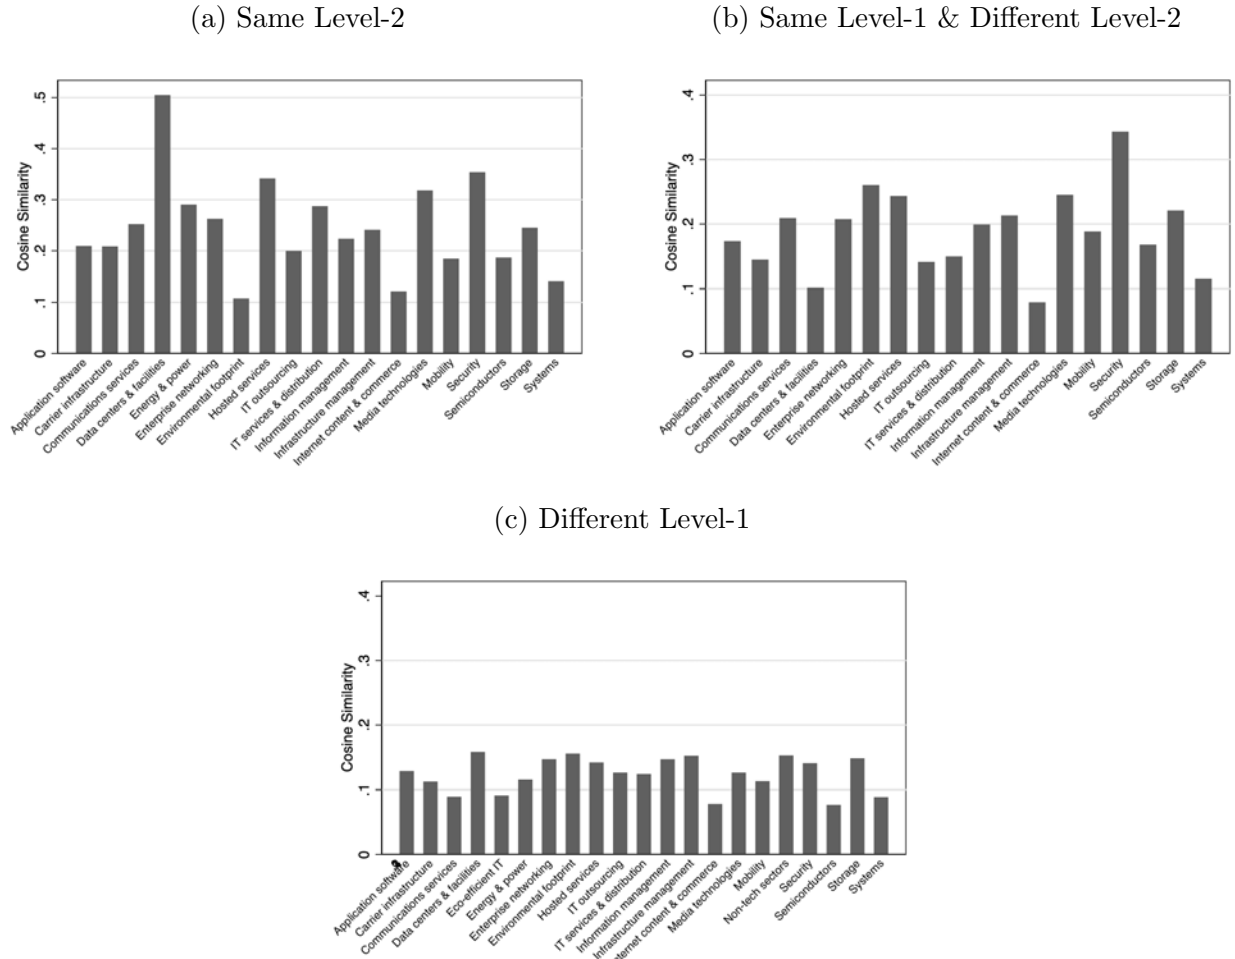 (a) Same Level-2
(b) Same Level-1 & Different Level-2
Cosine Similarity
.5
.4
.3
.2
.1
0
Application software
Carrier infrastructure
Communications services
Data centers & facilities
Energy & power
Enterprise networking
Environmental footprint
Hosted services
IT outsourcing
IT services & distribution
Information management
Infrastructure management
Internet content & commerce
Media technologies
Mobility
Security
Semiconductors
Storage
Systems
Cosine Similarity
.4
.3
.2
.1
0
Application software
Carrier infrastructure
Communications services
Data centers & facilities
Enterprise networking
Environmental footprint
Hosted services
IT outsourcing
IT services & distribution
Information management
Infrastructure management
Internet content & commerce
Media technologies
Mobility
Security
Semiconductors
Storage
Systems
(c) Different Level-1
Cosine Similarity
.4
.3
.2
.1
0
Application software
Carrier infrastructure
Communications services
Data centers & facilities
Eco-efficient IT
Energy & power
Enterprise networking
Environmental footprint
Hosted services
IT outsourcing
IT services & distribution
Information management
Infrastructure management
nternet content & commerce
Media technologies
Mobility
Non-tech sectors
Security
Semiconductors
Storage
Systems